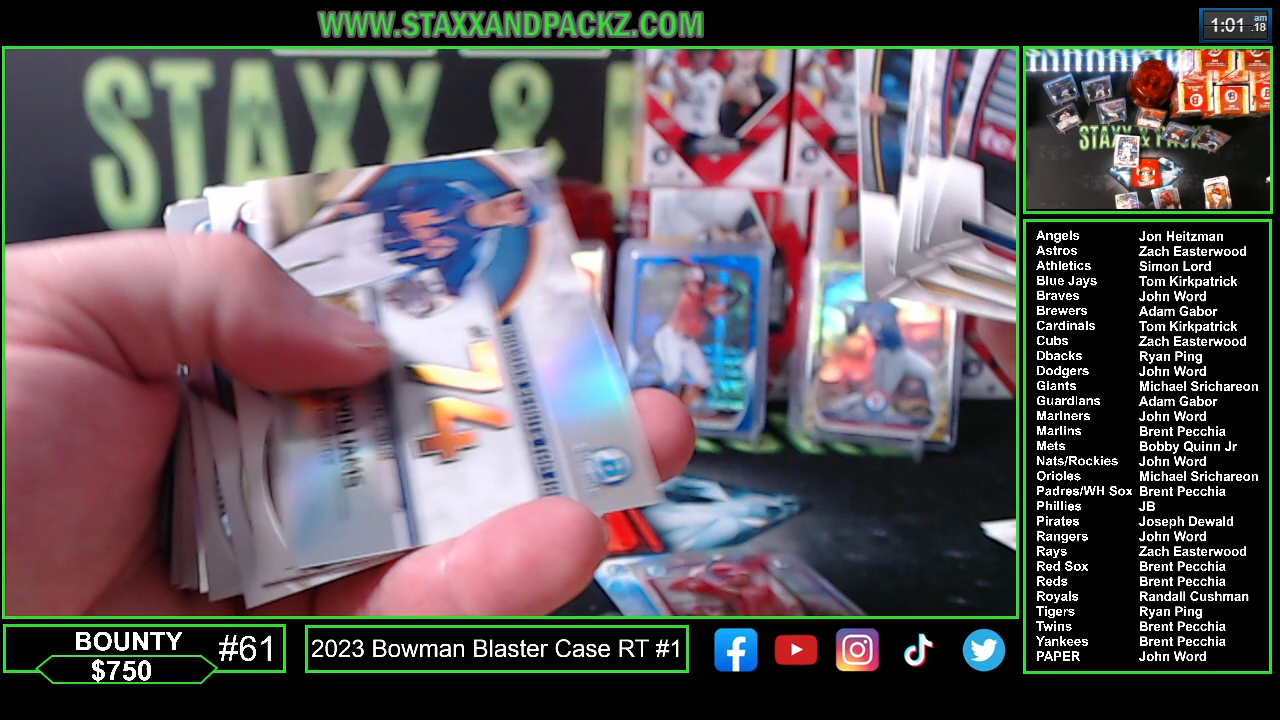 WWW.STAXXANDPACKZ.COM
1:01 am .18
STAXX &
STAXX & PACK
# 74
WILLIAMS
Angels Jon Heitzman
Astros Zach Easterwood
Athletics Simon Lord
Blue Jays Tom Kirkpatrick
Braves John Word
Brewers Adam Gabor
Cardinals Tom Kirkpatrick
Cubs Zach Easterwood
Dbacks Ryan Ping
Dodgers John Word
Giants Michael Srichareon
Guardians Adam Gabor
Mariners John Word
Marlins Brent Pecchia
Mets Bobby Quinn Jr
Nats/Rockies John Word
Orioles Michael Srichareon
Padres/WH Sox Brent Pecchia
Phillies JB
Pirates Joseph Dewald
Rangers John Word
Rays Zach Easterwood
Red Sox Brent Pecchia
Reds Brent Pecchia
Royals Randall Cushman
Tigers Ryan Ping
Twins Brent Pecchia
Yankees Brent Pecchia
PAPER John Word
BOUNTY
$750
#61
2023 Bowman Blaster Case RT #1